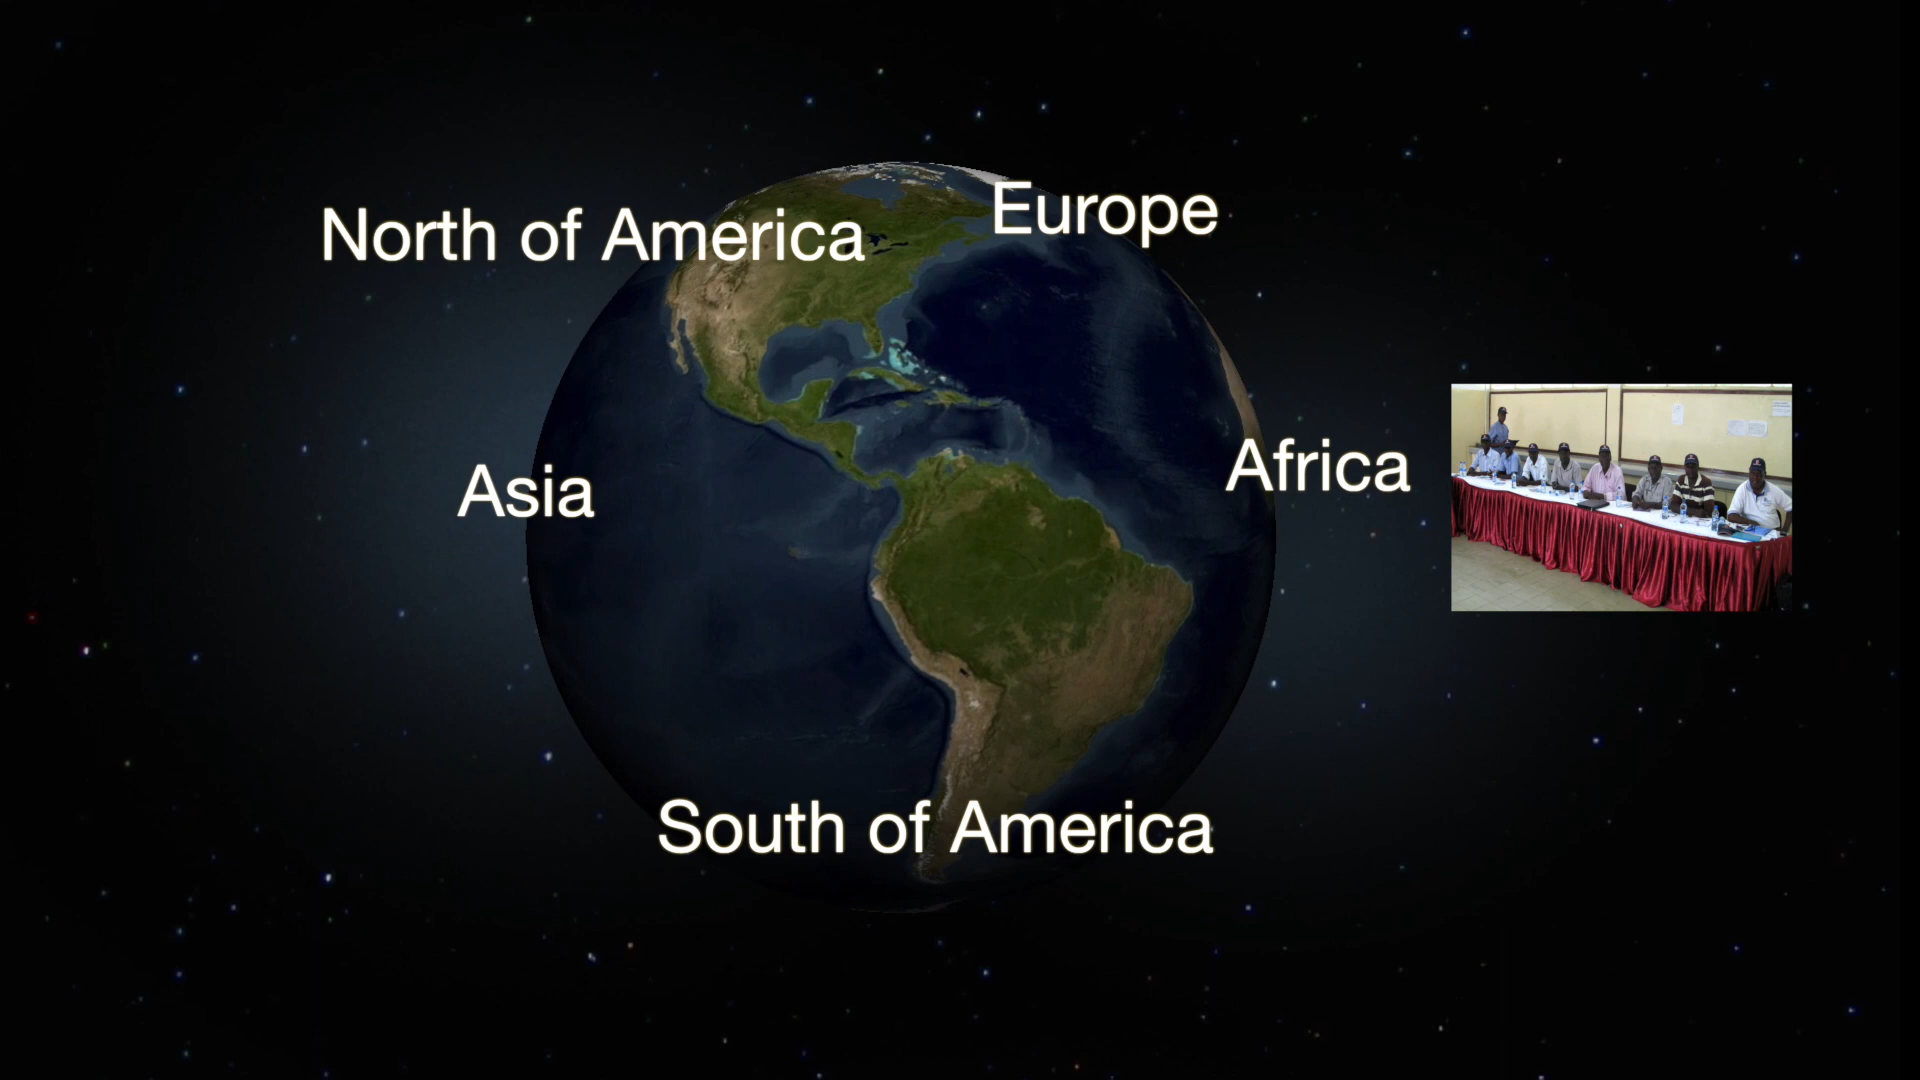 North of America
Europe
Africa
Asia
South of America